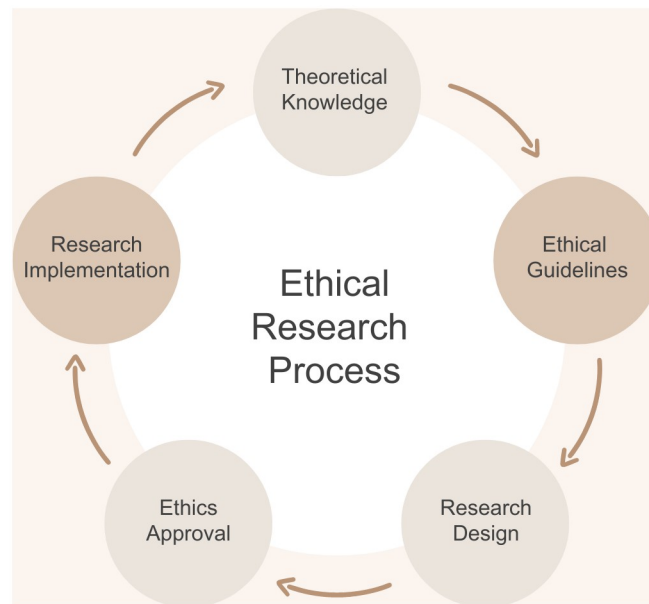 Theoretical
Knowledge
Ethical
Guidelines
Research
Design
Ethics
Approval
Research
Implementation
Ethical
Research
Process